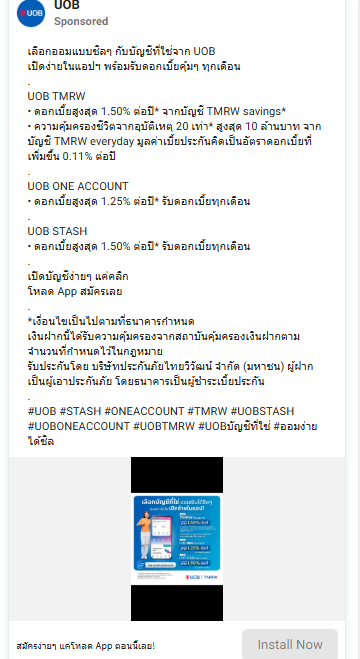 UOB
UOB
Sponsored
เลือกออมแบบชิลๆ กับบัญชีที่ใช่จาก UOB
เปิดง่ายในแอปฯ พร้อมรับดอกเบี้ยคุ้มๆ ทุกเดือน
.
UOB TMRW
• ดอกเบี้ยสูงสุด 1.50% ต่อปี* จากบัญชี TMRW savings*
• ความคุ้มครองชีวิตจากอุบัติเหตุ 20 เท่า* สูงสุด 10 ล้านบาท จาก
บัญชี TMRW everyday มูลค่าเบี้ยประกันคิดเป็นอัตราดอกเบี้ยที่
เพิ่มขึ้น 0.11% ต่อปี
.
UOB ONE ACCOUNT
• ดอกเบี้ยสูงสุด 1.25% ต่อปี* รับดอกเบี้ยทุกเดือน
.
UOB STASH
• ดอกเบี้ยสูงสุด 1.50% ต่อปี* รับดอกเบี้ยทุกเดือน
.
เปิดบัญชีง่ายๆ แค่คลิก
โหลด App สมัครเลย
.
*เงื่อนไขเป็นไปตามที่ธนาคารกำหนด
เงินฝากนี้ได้รับความคุ้มครองจากสถาบันคุ้มครองเงินฝากตาม
จำนวนที่กำหนดไว้ในกฎหมาย
รับประกันโดย บริษัทประกันภัยไทยวิวัฒน์ จำกัด (มหาชน) ผู้ฝาก
เป็นผู้เอาประกันภัย โดยธนาคารเป็นผู้ชำระเบี้ยประกัน
.
#UOB #STASH #ONEACCOUNT #TMRW #UOBSTASH
#UOBONEACCOUNT #UOBTMRW #UOBบัญชีที่ใช่ #ออมง่าย
ได้ชิล
เลือกบัญชีที่ใช่
1.50%
1.25%
1.50%
UOB TMRW
สมัครง่ายๆ แค่โหลด App ตอนนี้เลย!
Install Now